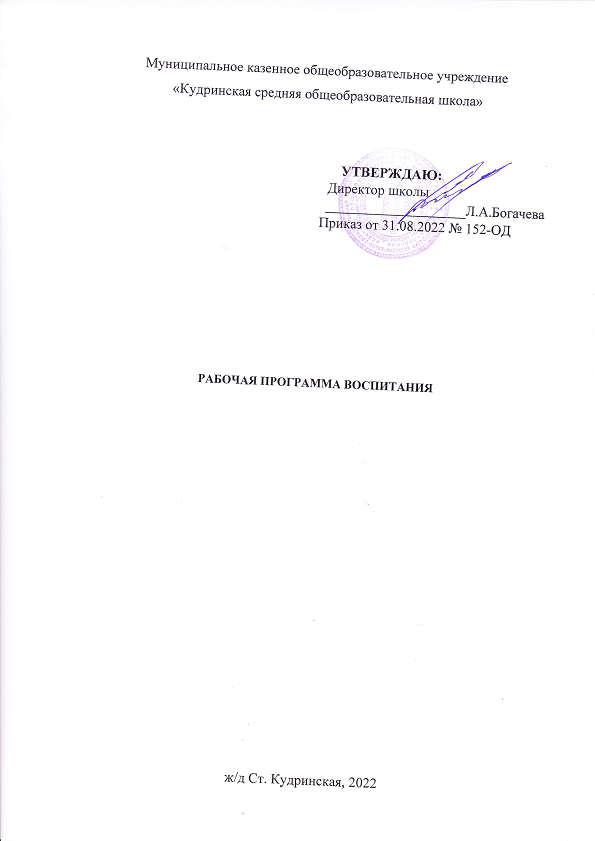 Муниципальное казенное общеобразовательное учреждение
«Кудринская средняя общеобразовательная школа»
УТВЕРЖДАЮ:
Директор школы
____________________Л.А.Богачева
Приказ от 31.08.2022 № 152-ОД
РАБОЧАЯ ПРОГРАММА ВОСПИТАНИЯ
ж/д Ст. Кудринская, 2022